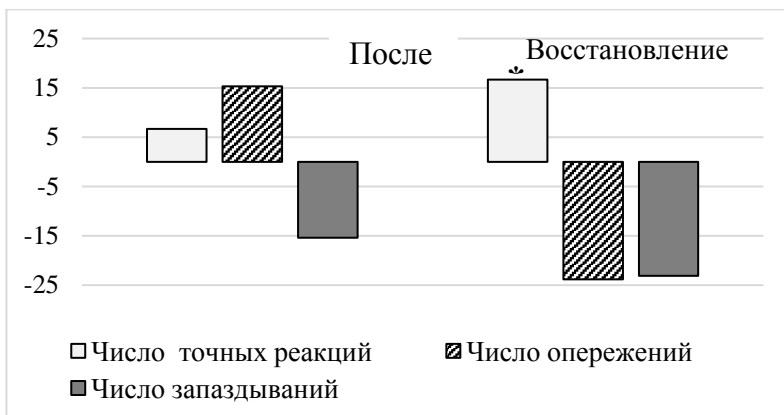 25
После
Восстановление
*
15
5
-5
-15
-25
Число точных реакций
Число опережений
Число запаздываний